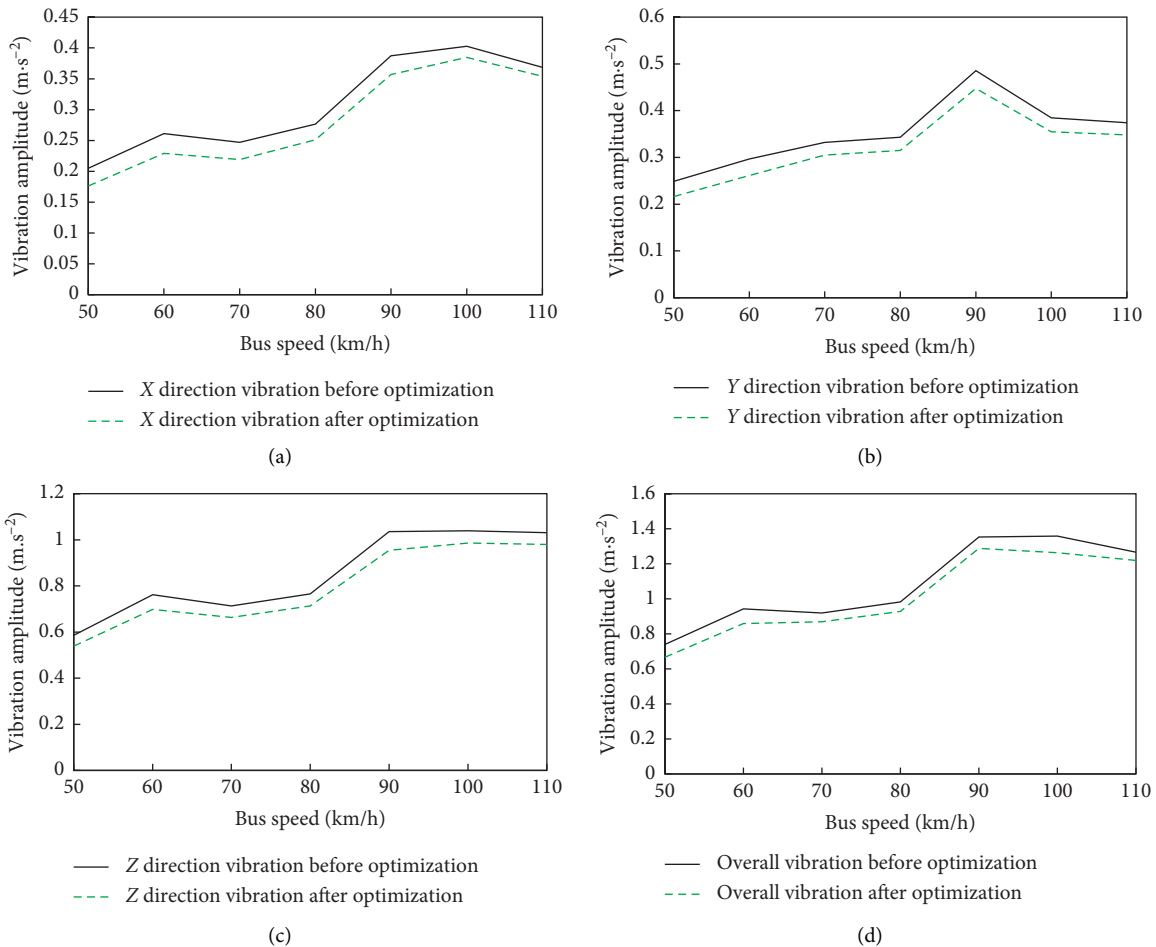 Vibration amplitude (m·s−2)
0.45
0.4
0.35
0.3
0.25
0.2
0.15
0.1
0.05
0
50 60 70 80 90 100 110
Bus speed (km/h)
X direction vibration before optimization
X direction vibration after optimization
(a)
Vibration amplitude (m·s−2)
0.6
0.5
0.4
0.3
0.2
0.1
0
50 60 70 80 90 100 110
Bus speed (km/h)
Y direction vibration before optimization
Y direction vibration after optimization
(b)
Vibration amplitude (m.s−2)
1.2
1
0.8
0.6
0.4
0.2
0
50 60 70 80 90 100 110
Bus speed (km/h)
Z direction vibration before optimization
Z direction vibration after optimization
(c)
Vibration amplitude (m·s−2)
1.6
1.4
1.2
1
0.8
0.6
0.4
0.2
0
50 60 70 80 90 100 110
Bus speed (km/h)
Overall vibration before optimization
Overall vibration after optimization
(d)